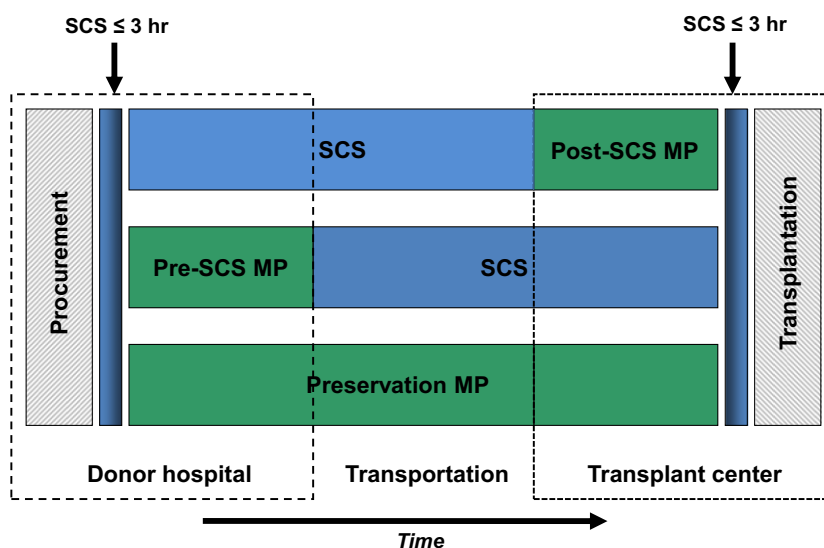 SCS ≤ 3 hr
SCS ≤ 3 hr
Procurement
SCS
Post-SCS MP
Pre-SCS MP
SCS
Preservation MP
Transplantation
Donor hospital
Transportation
Transplant center
Time